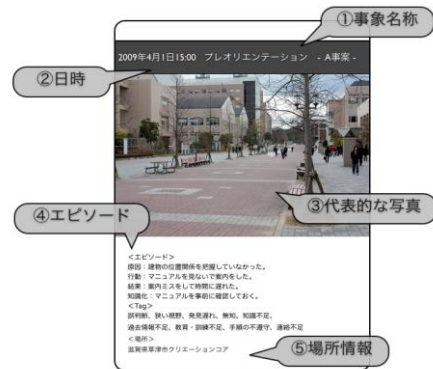 ①事象名称
2009年4月1日15:00 プレオリエンテーション - A事案 -
②日時
③代表的な写真
④エピソード
＜エピソード＞
原因：建物の位置関係を把握していなかった。
行動：マニュアルを見ないで案内をした。
結果：案内ミスをして時間に遅れた。
知識化：マニュアルを事前に確認しておく。
＜Tag＞
誤判断、狭い視野、発見遅れ、無知、知識不足、
過去情報不足、教育・訓練不足、手順の不遵守、連絡不足
＜場所＞
滋賀県草津市クリエーションコア
⑤場所情報